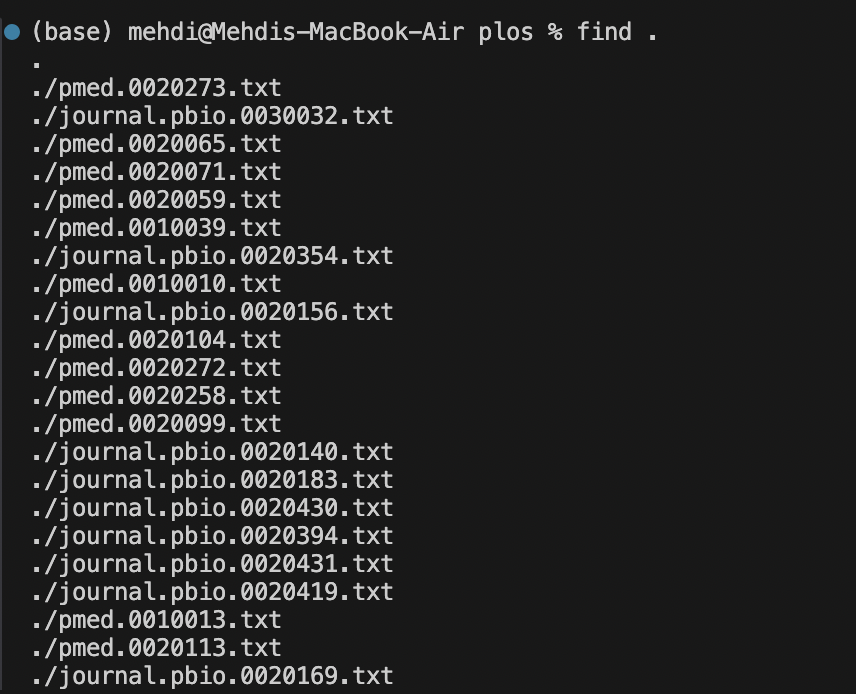 (base) mehdi@Mehdis-MacBook-Air plos % find .
.
./pmed.0020273.txt
./journal.pbio.0030032.txt
./pmed.0020065.txt
./pmed.0020071.txt
./pmed.0020059.txt
./pmed.0010039.txt
./journal.pbio.0020354.txt
./pmed.0010010.txt
./journal.pbio.0020156.txt
./pmed.0020104.txt
./pmed.0020272.txt
./pmed.0020258.txt
./pmed.0020099.txt
./journal.pbio.0020140.txt
./journal.pbio.0020183.txt
./journal.pbio.0020430.txt
./journal.pbio.0020394.txt
./journal.pbio.0020431.txt
./journal.pbio.0020419.txt
./pmed.0010013.txt
./pmed.0020113.txt
./journal.pbio.0020169.txt